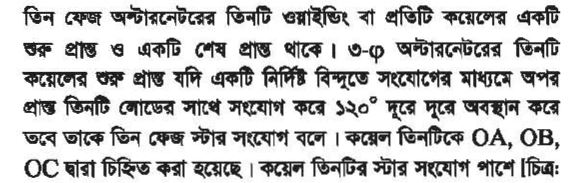 তিন ফেজ অল্টারনেটরের তিনটি ওয়াইন্ডিং বা প্রতিটি কয়েলের একটি
শুরু প্রান্ত ও একটি শেষ প্রান্ত থাকে। ৩-φ অল্টারনেটরের তিনটি
কয়েলের শুরু প্রান্ত যদি একটি নির্দিষ্ট বিন্দুতে সংযোগের মাধ্যমে অপর
প্রান্ত তিনটি লোডের সাথে সংযোগ করে ১২০° দূরে দূরে অবস্থান করে
তবে তাকে তিন ফেজ স্টার সংযোগ বলে। কয়েল তিনটিকে OA, OB,
OC দ্বারা চিহ্নিত করা হয়েছে। কয়েল তিনটির স্টার সংযোগ পাশে [চিত্র: